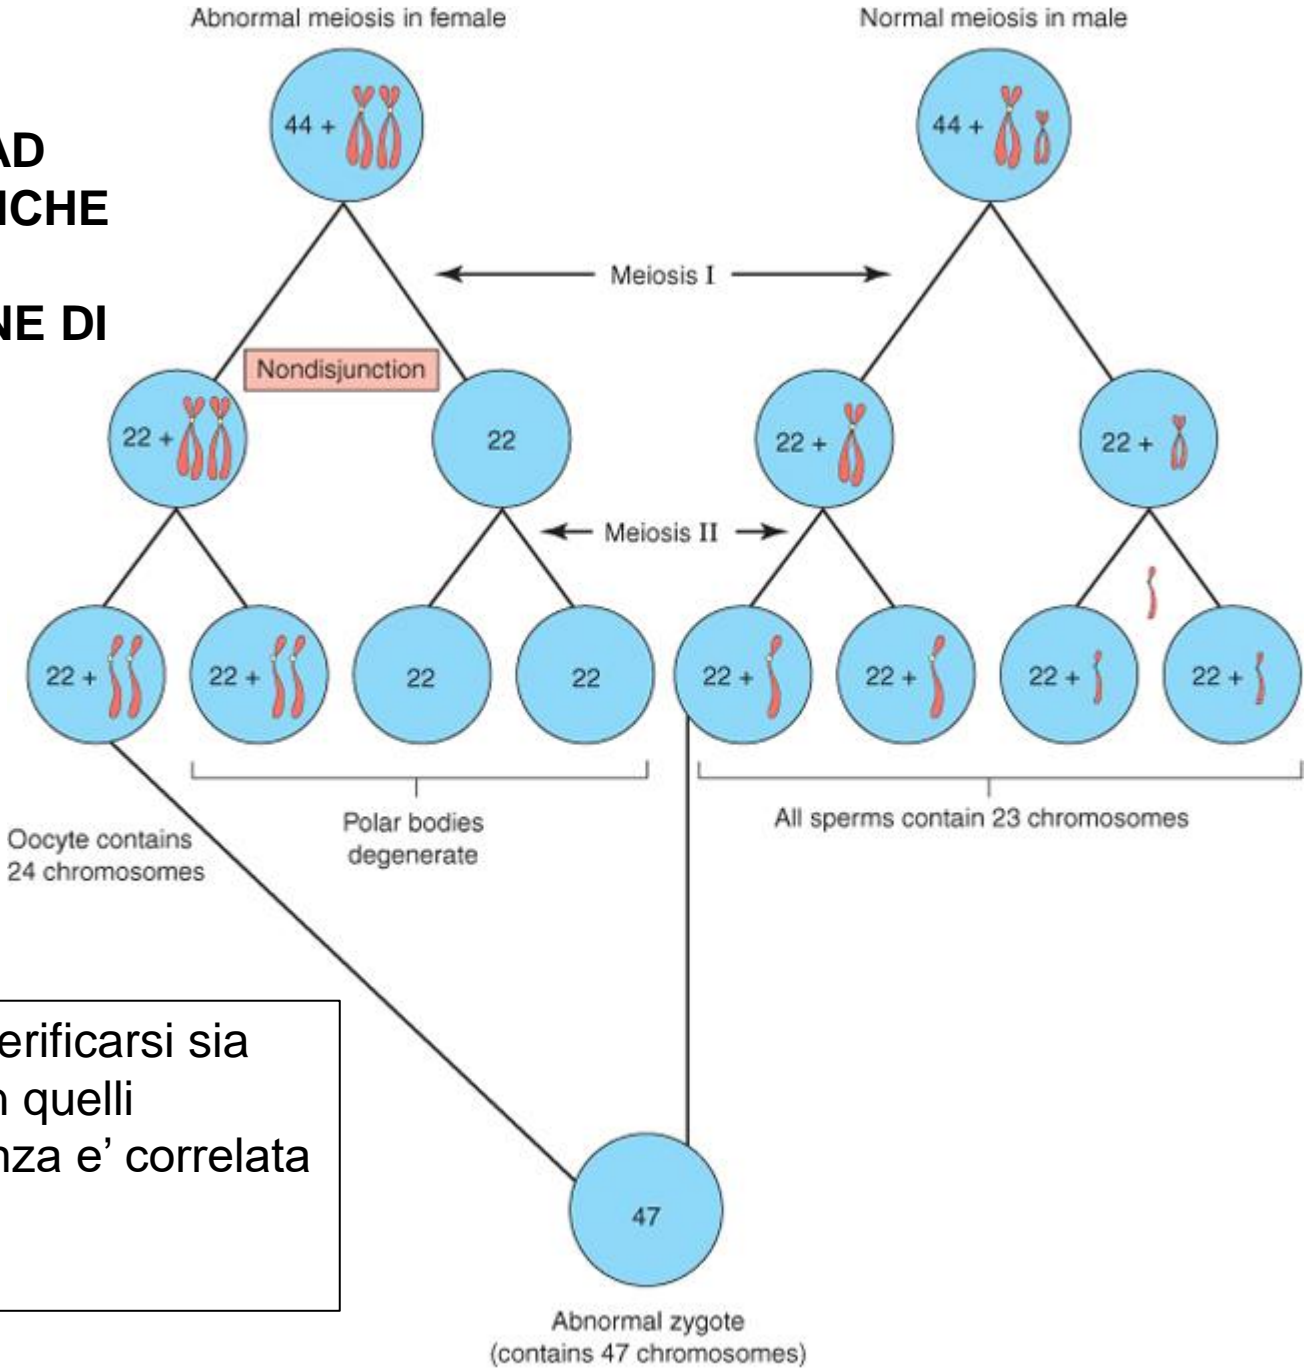 Abnormal meiosis in female
Normal meiosis in male
AD
ICHE
NE DI
44 +
44 +
Meiosis I
Nondisjunction
22 +
22
22 +
22 +
Meiosis II
22 +
22 +
22
22
22 +
22 +
22 +
22 +
Oocyte contains
24 chromosomes
Polar bodies
degenerate
All sperms contain 23 chromosomes
erificarsi sia
n quelli
nza e’ correlata
47
Abnormal zygote
(contains 47 chromosomes)